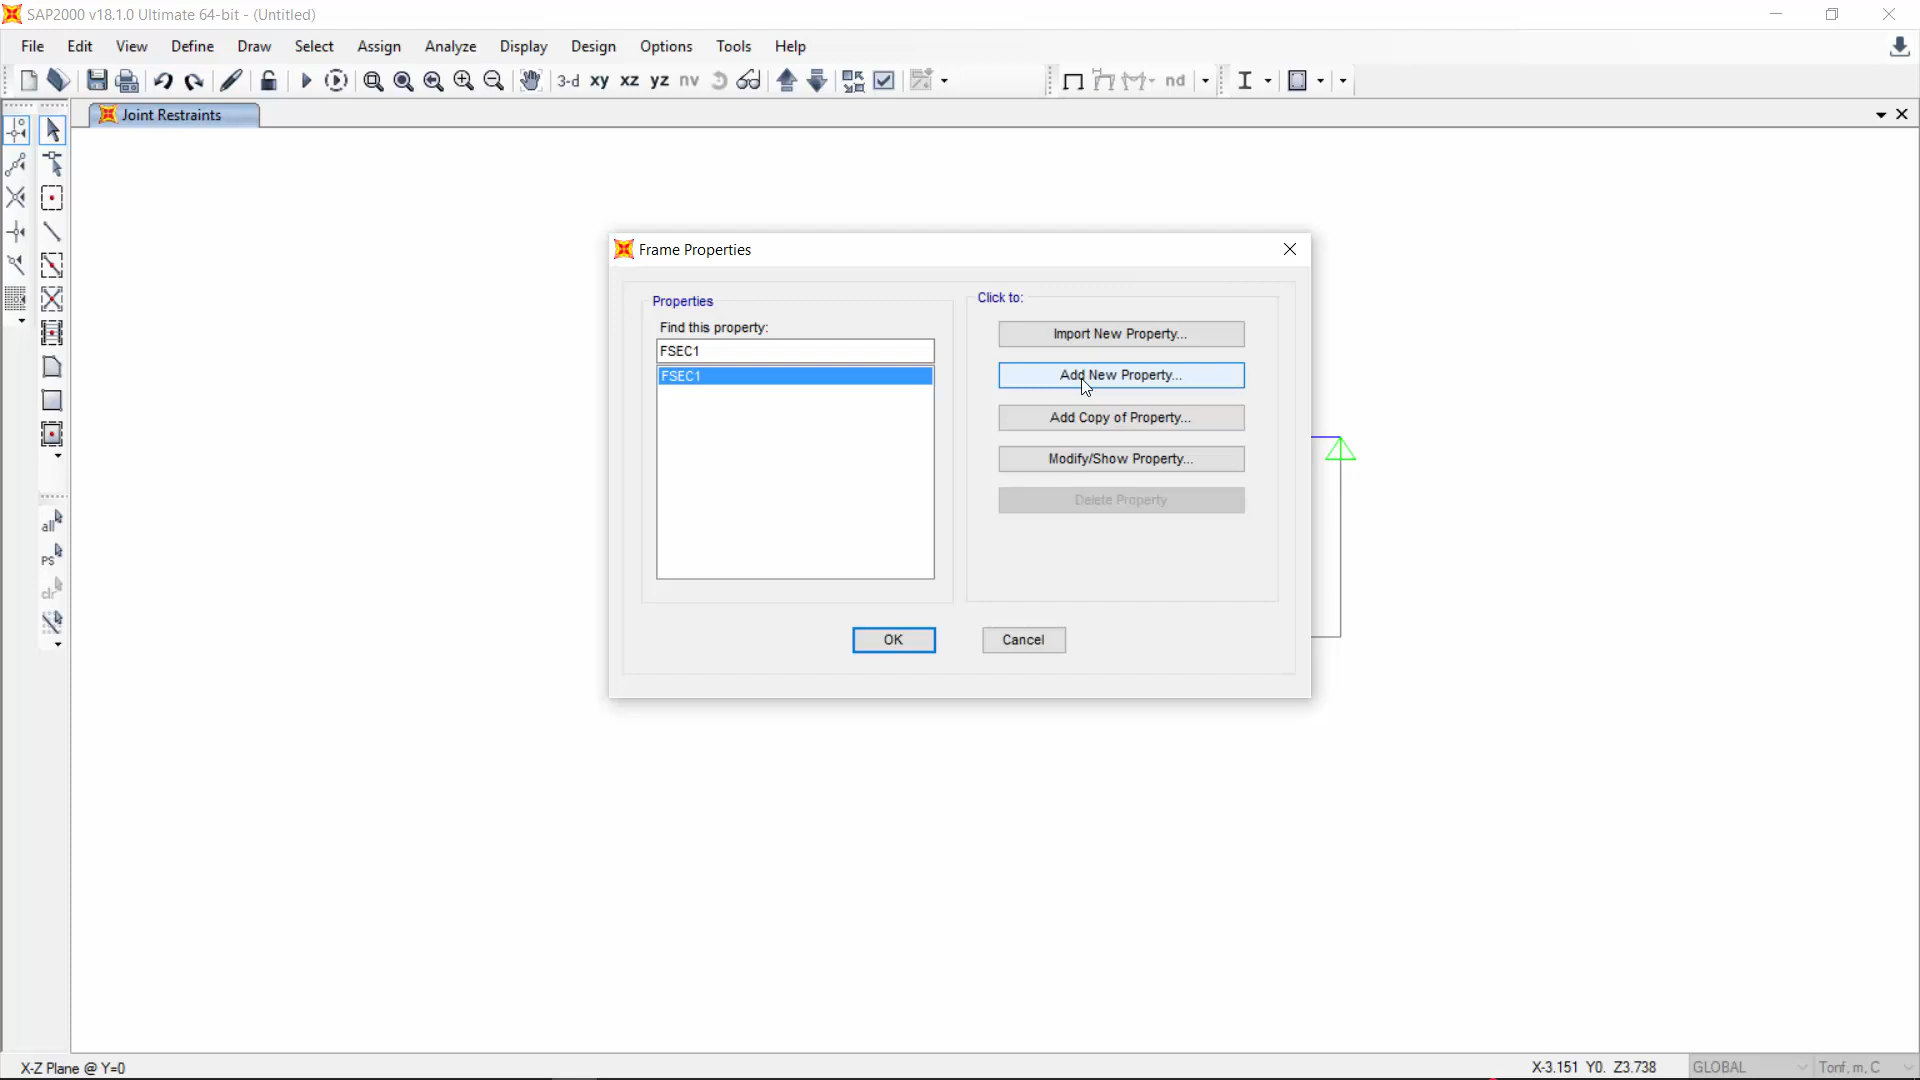 SAP2000 v18.1.0 Ultimate 64-bit - (Untitled)
File Edit View Define Draw Select Assign Analyze Display Design Options Tools Help
3-d xy xz yz nv nd
Joint Restraints
Frame Properties
Properties
Find this property:
FSEC1
FSEC1
Click to:
Import New Property...
Add New Property...
Add Copy of Property...
Modify/Show Property...
Delete Property
OK
Cancel
all
PS
clr
X-Z Plane @ Y=0
X-3.151 Y0. Z3.738
GLOBAL
Tonf, m, C